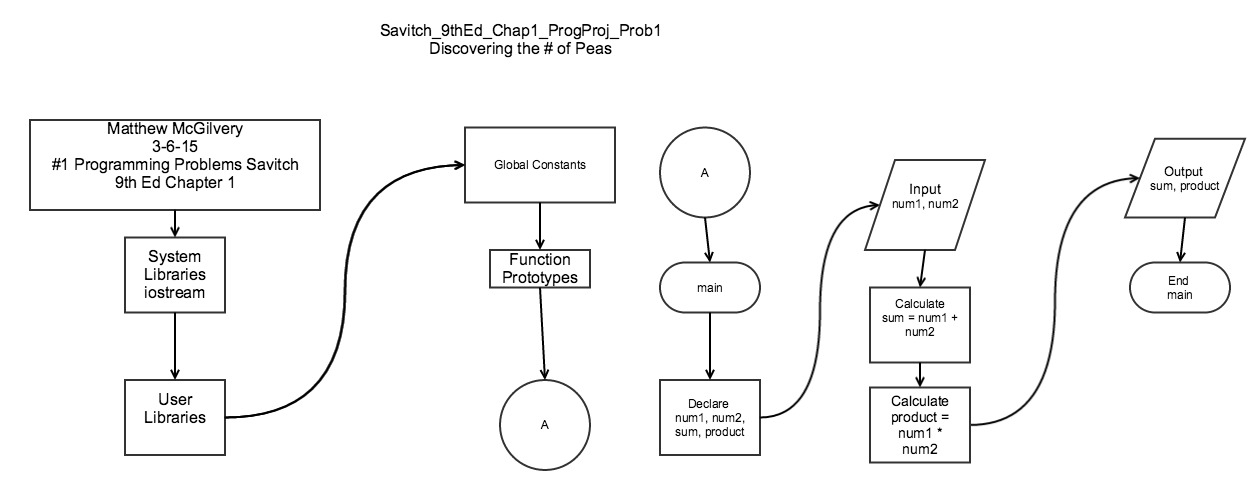 Savitch_9thEd_Chap1_ProgProj_Prob1
Discovering the # of Peas
Matthew McGilvery
3-6-15
#1 Programming Problems Savitch
9th Ed Chapter 1
System
Libraries
iostream
User
Libraries
Global Constants
Function
Prototypes
A
A
main
Declare
num1, num2,
sum, product
Input
num1, num2
Calculate
sum = num1 +
num2
Calculate
product =
num1 *
num2
Output
sum, product
End
main